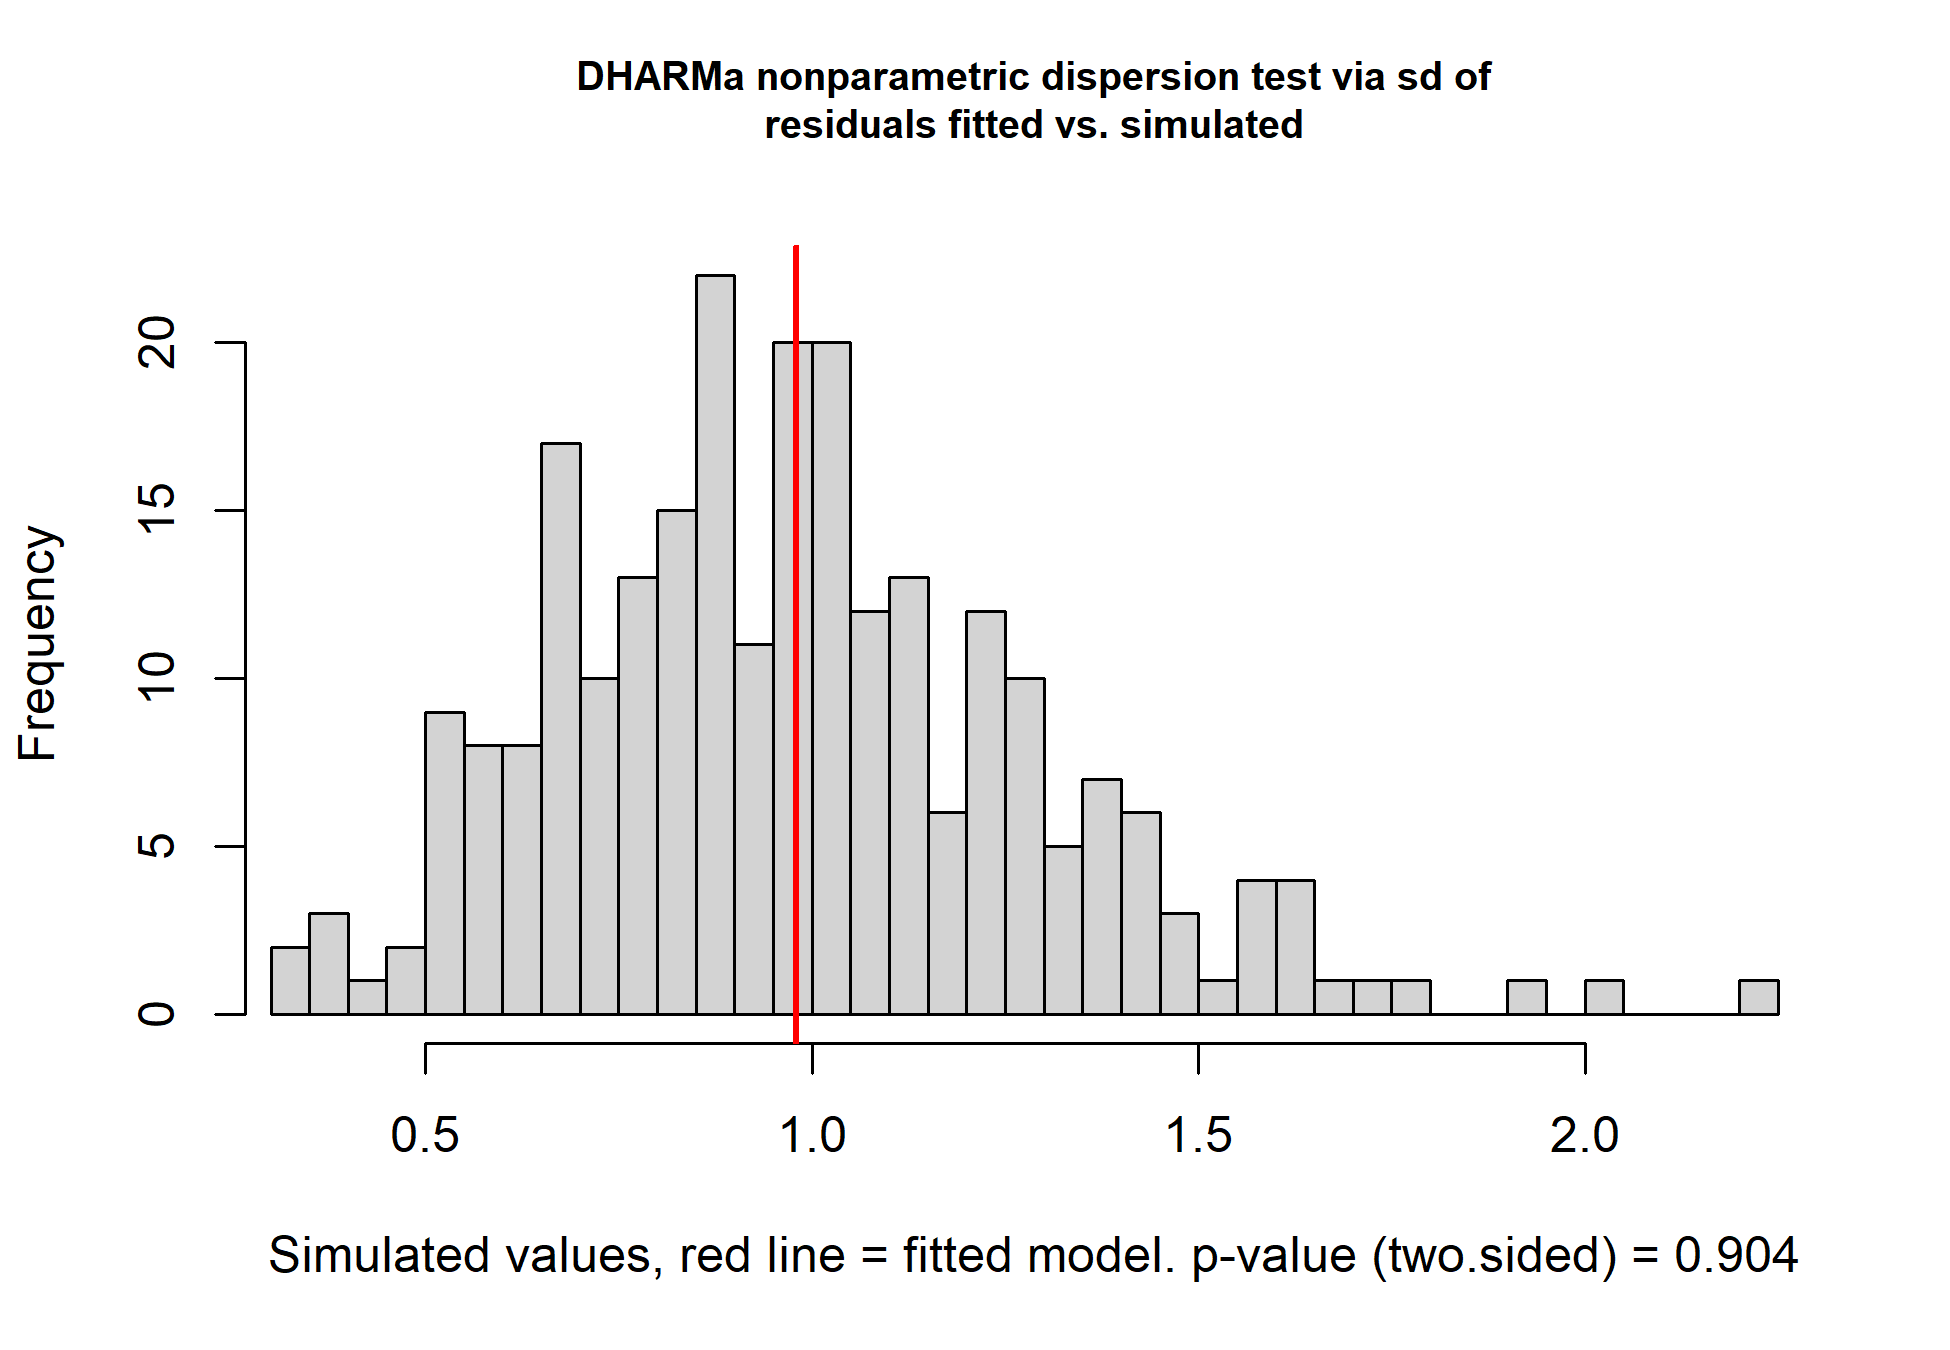 DHARMa nonparametric dispersion test via sd of
residuals fitted vs. simulated
Frequency
20
15
10
5
0
0.5 1.0 1.5 2.0
Simulated values, red line = fitted model. p-value (two.sided) = 0.904